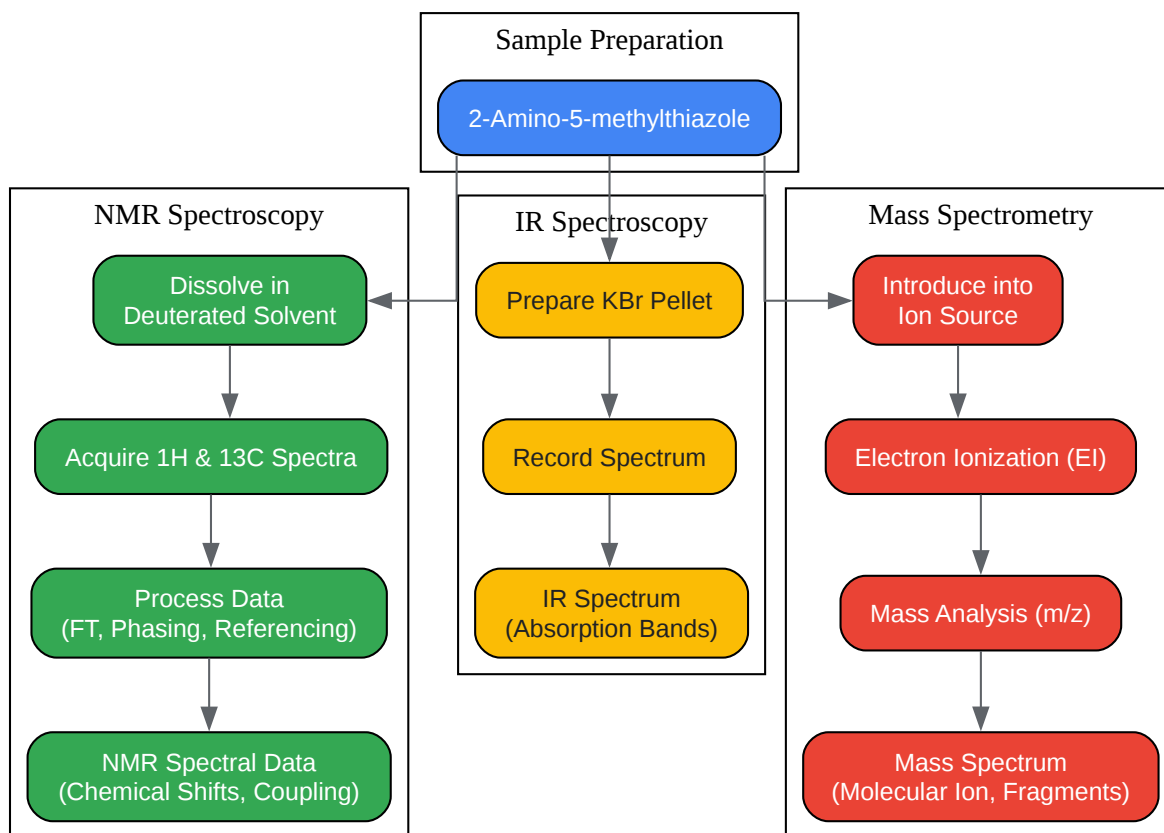 Sample Preparation
2-Amino-5-methylthiazole
NMR Spectroscopy
Dissolve in
Deuterated Solvent
Acquire 1H & 13C Spectra
Process Data
(FT, Phasing, Referencing)
NMR Spectral Data
(Chemical Shifts, Coupling)
IR Spectroscopy
Prepare KBr Pellet
Record Spectrum
IR Spectrum
(Absorption Bands)
Mass Spectrometry
Introduce into
Ion Source
Electron Ionization (EI)
Mass Analysis (m/z)
Mass Spectrum
(Molecular Ion, Fragments)